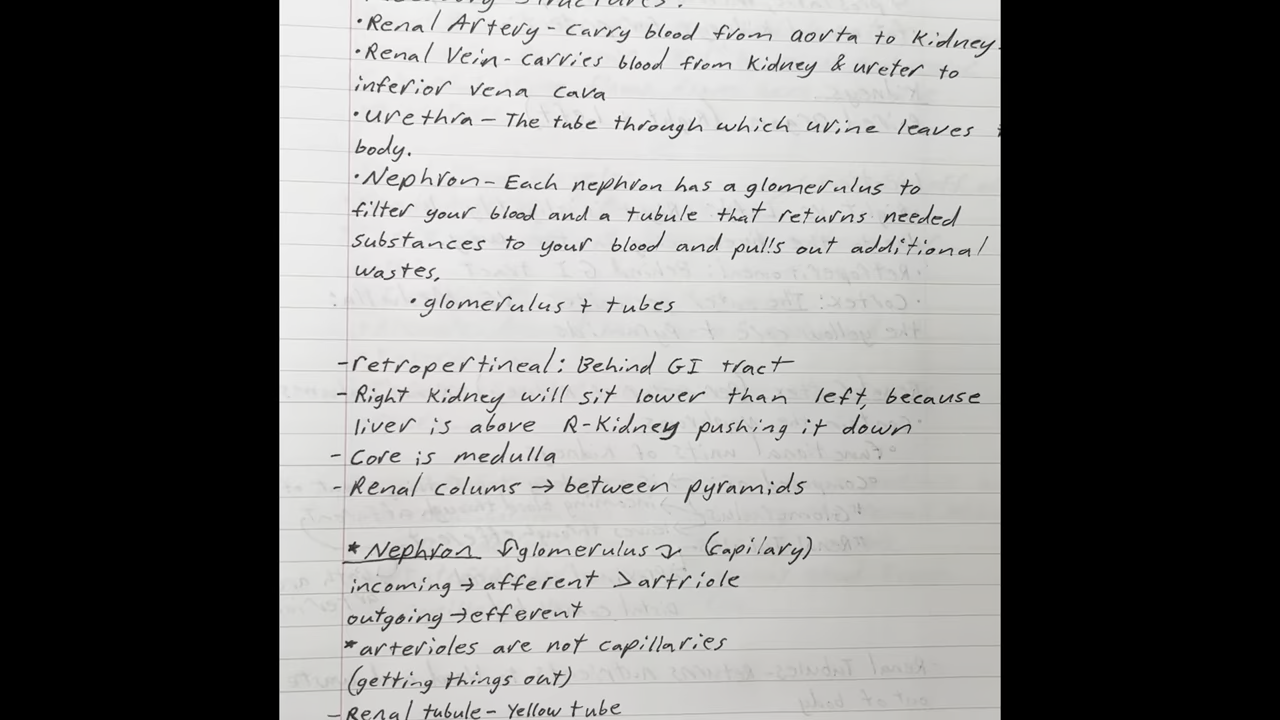 Structures:
•Renal Artery - Carry blood from aorta to Kidney.
•Renal Vein - Carries blood from Kidney & ureter to
inferior vena cava
•Urethra - The tube through which urine leaves
body.
•Nephron - Each nephron has a glomerulus to
filter your blood and a tubule that returns needed
substances to your blood and pulls out additional
wastes.
•glomerulus + tubes
-retropertineal: Behind GI tract
- Right Kidney will sit lower than left, because
liver is above R-Kidney pushing it down
- Core is medulla
- Renal colums → between pyramids
*Nephron glomerulus (capilary)
incoming → afferent > artriole
outgoing → efferent
*arterioles are not capillaries
(getting things out)
- Renal tubule - Yellow tube